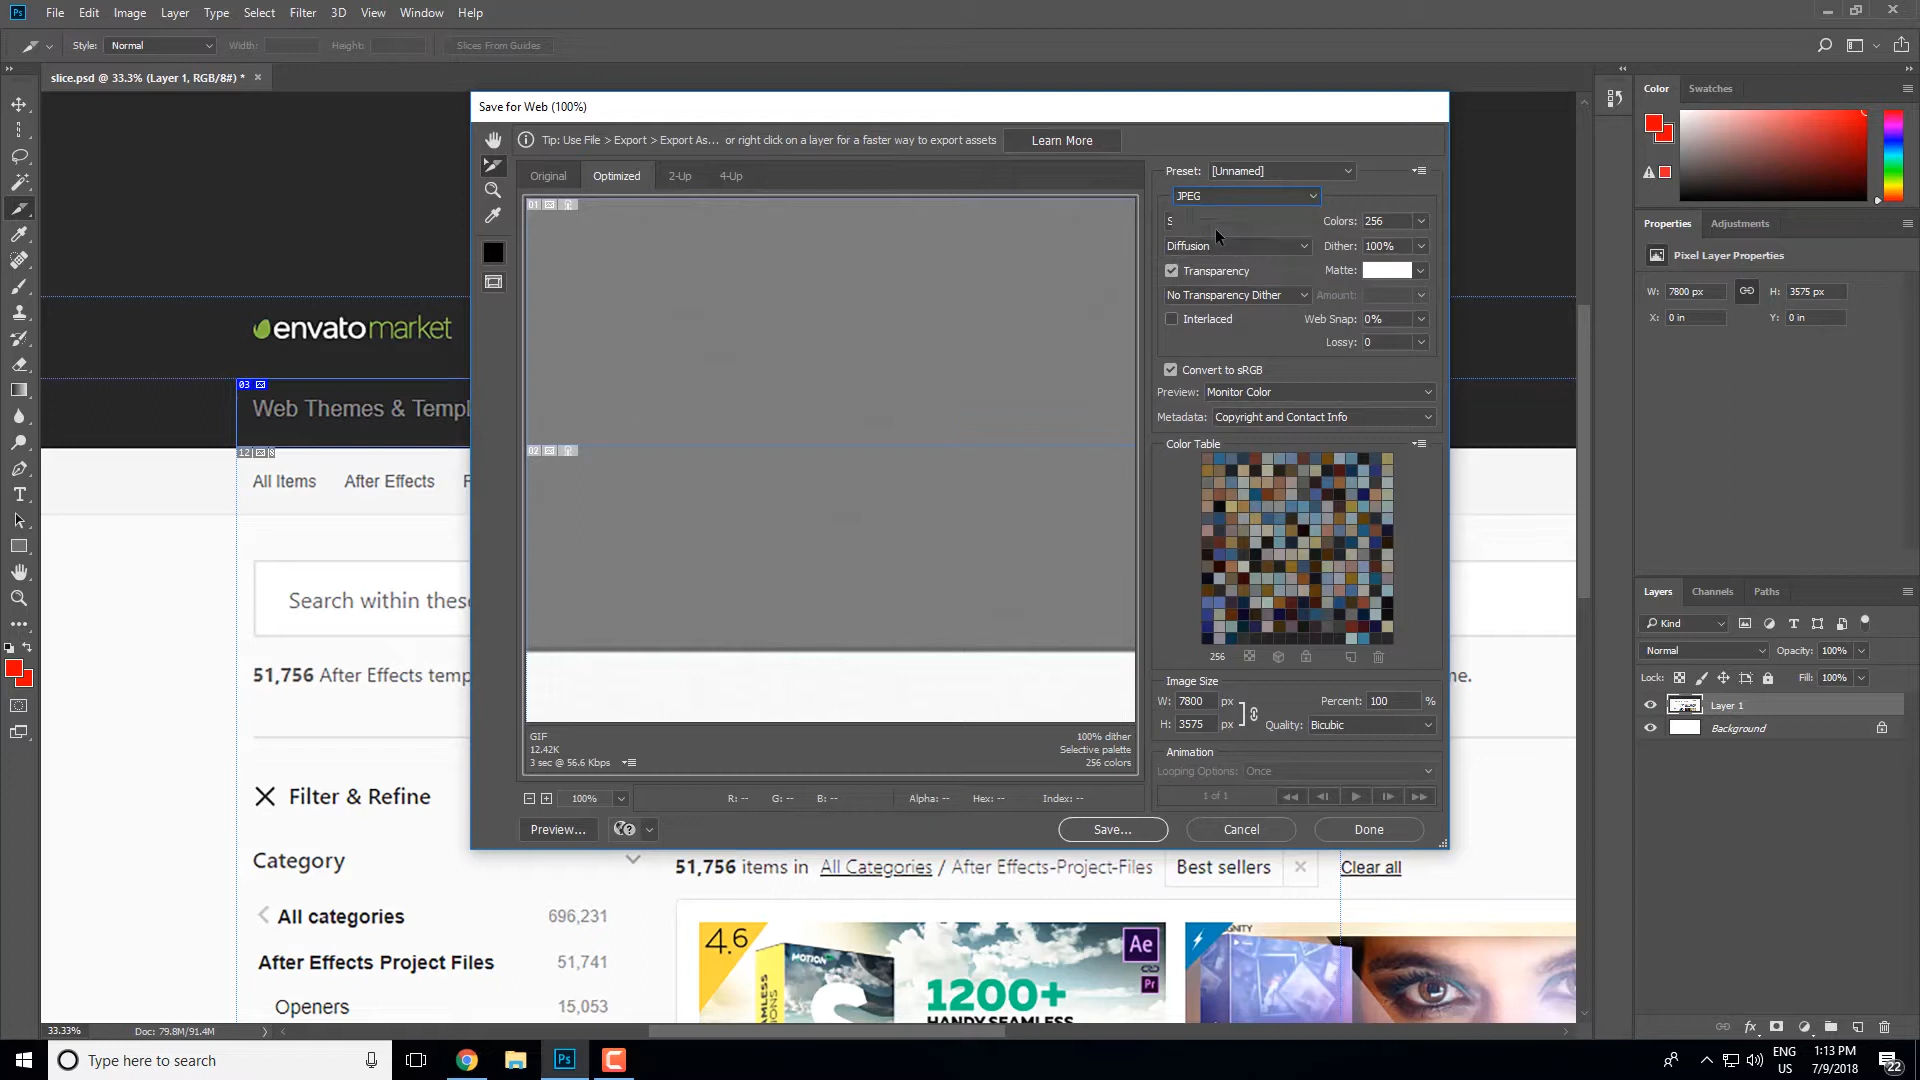 Ps File Edit Image Layer Type Select Filter 3D View Window Help
Style: Normal Width: Height: Slices From Guides
slice.psd @ 33.3% (Layer 1, RGB/8#) * ×
Save for Web (100%)
Tip: Use File > Export > Export As... or right click on a layer for a faster way to export assets Learn More
Original Optimized 2-Up 4-Up
01
02
GIF
12.42K
3 sec @ 56.6 Kbps
100% dither
Selective palette
256 colors
100% R: -- G: -- B: -- Alpha: -- Hex: -- Index: --
Preview... Save... Cancel Done
Preset: [Unnamed]
JPEG
S Colors: 256
Diffusion Dither: 100%
Transparency Matte:
No Transparency Dither Amount:
Interlaced Web Snap: 0%
Lossy: 0
Convert to sRGB
Preview: Monitor Color
Metadata: Copyright and Contact Info
Color Table
256
Image Size
W: 7800 px Percent: 100 %
H: 3575 px Quality: Bicubic
Animation
Looping Options: Once
1 of 1
envatomarket
03
Web Themes & Templ
12
All Items After Effects F
Search within these
51,756 After Effects temp
me.
Filter & Refine
Category
All categories 696,231
After Effects Project Files 51,741
Openers 15,053
51,756 items in All Categories / After Effects-Project-Files Best sellers × Clear all
4.6
MOTION
SEAMLESS
S
1200+
HANDY SEAMLESS
Ae
Pr
IGNITY
Color Swatches
Properties Adjustments
Pixel Layer Properties
W: 7800 px H: 3575 px
X: 0 in Y: 0 in
Layers Channels Paths
Kind
Normal Opacity: 100%
Lock: Fill: 100%
Layer 1
Background
fx
33.33% Doc: 79.8M/91.4M
Type here to search
Ps
ENG
US
1:13 PM
7/9/2018
22